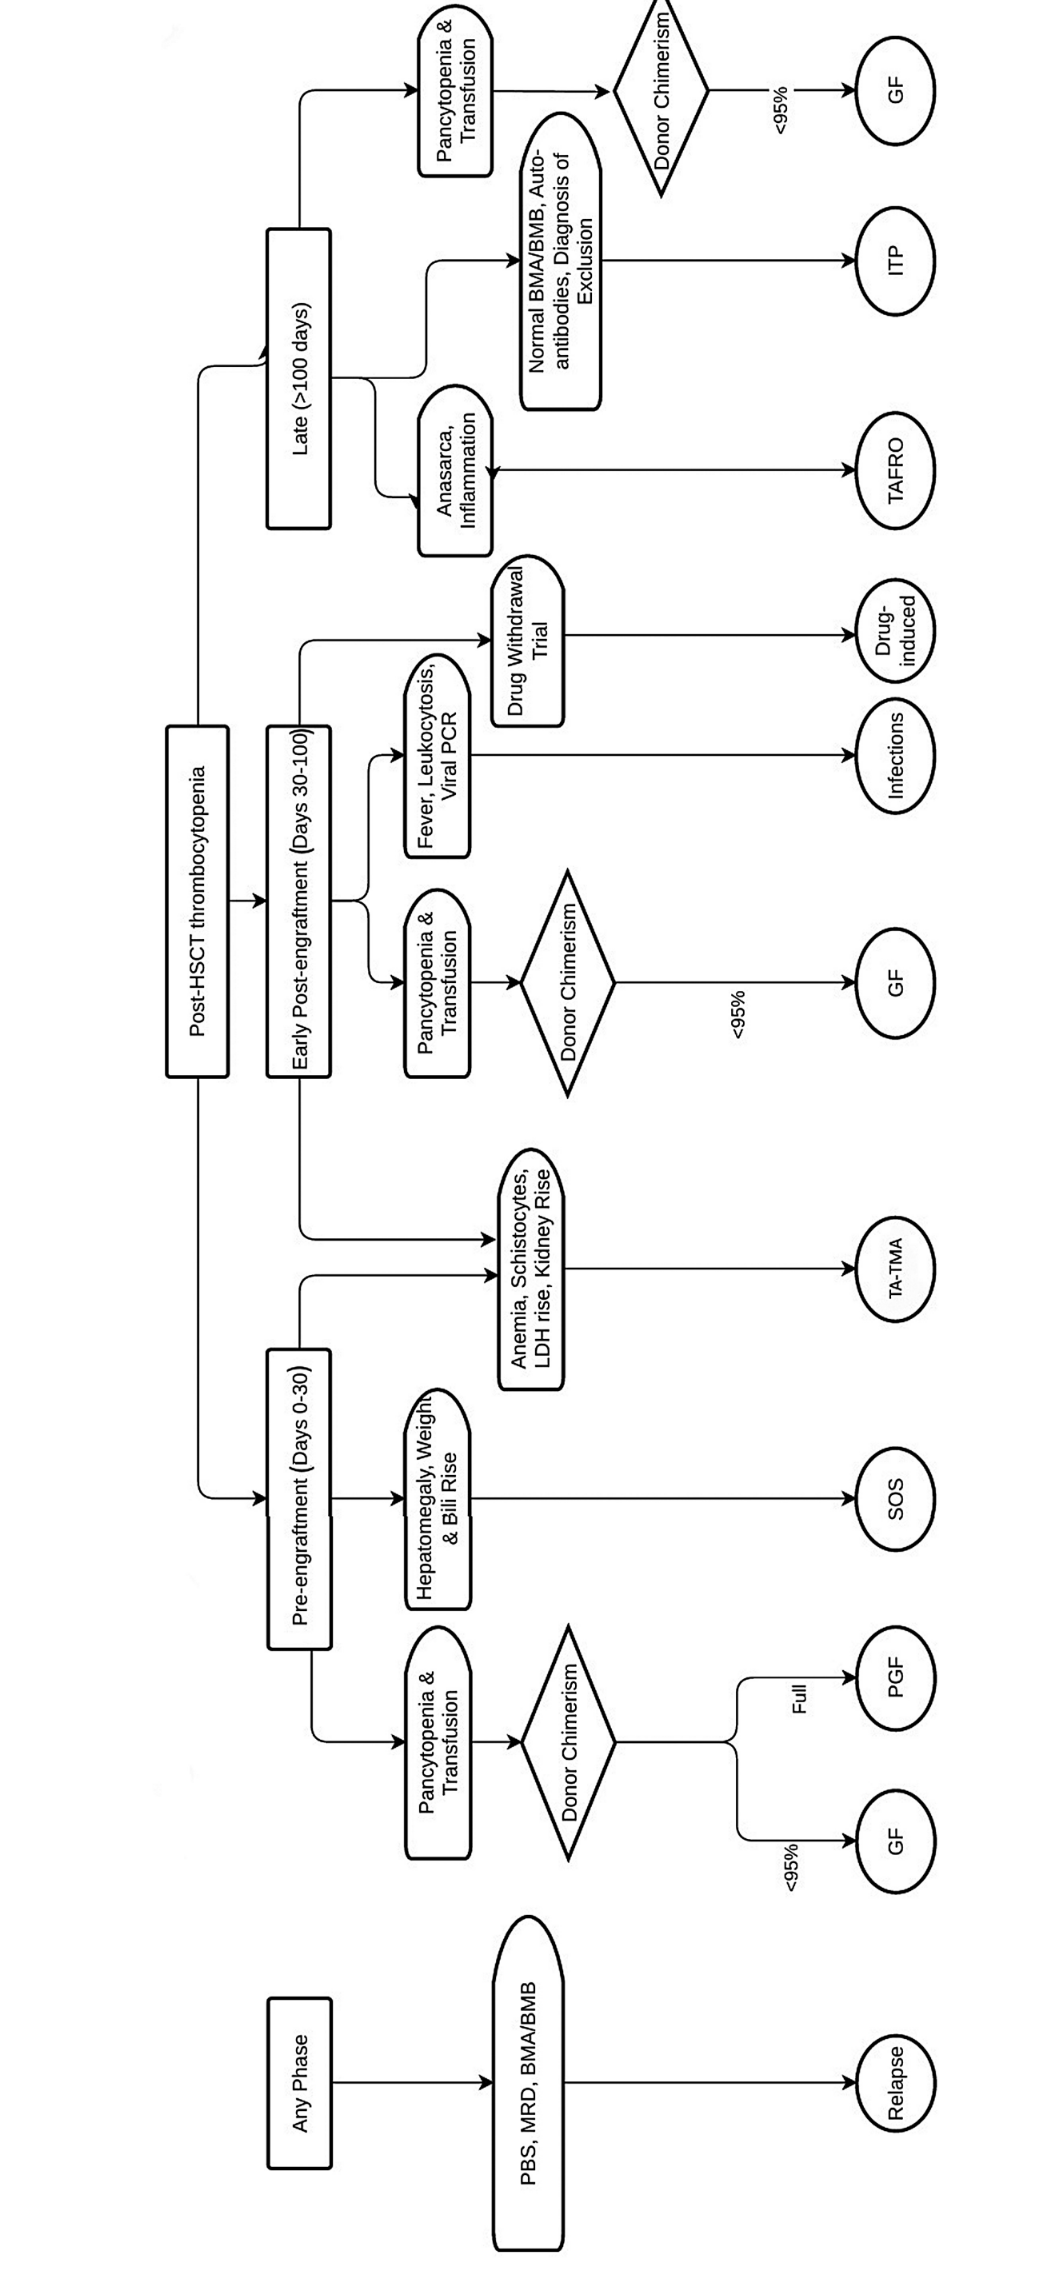 Post-HSCT thrombocytopenia
Any Phase
Pre-engraftment (Days 0-30)
Early Post-engraftment (Days 30-100)
Late (>100 days)
PBS, MRD, BMA/BMB
Pancytopenia &
Transfusion
Hepatomegaly, Weight
& Bili Rise
Anemia, Schistocytes,
LDH rise, Kidney Rise
Pancytopenia &
Transfusion
Fever, Leukocytosis,
Viral PCR
Drug Withdrawal
Trial
Anasarca,
Inflammation
Normal BMA/BMB, Auto-
antibodies, Diagnosis of
Exclusion
Pancytopenia &
Transfusion
Donor Chimerism
Donor Chimerism
Donor Chimerism
<95%
Full
<95%
<95%
Relapse
GF
PGF
SOS
TA-TMA
GF
Infections
Drug-
induced
TAFRO
ITP
GF